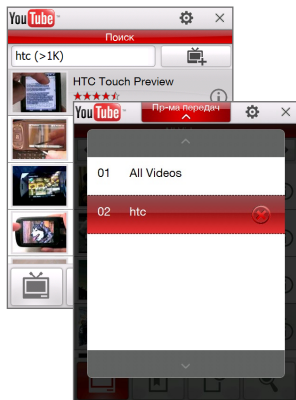 YouTube
Поиск
htc (>1K)
HTC Touch Preview
YouTube
Пр-ма передач
01 All Videos
02 htc